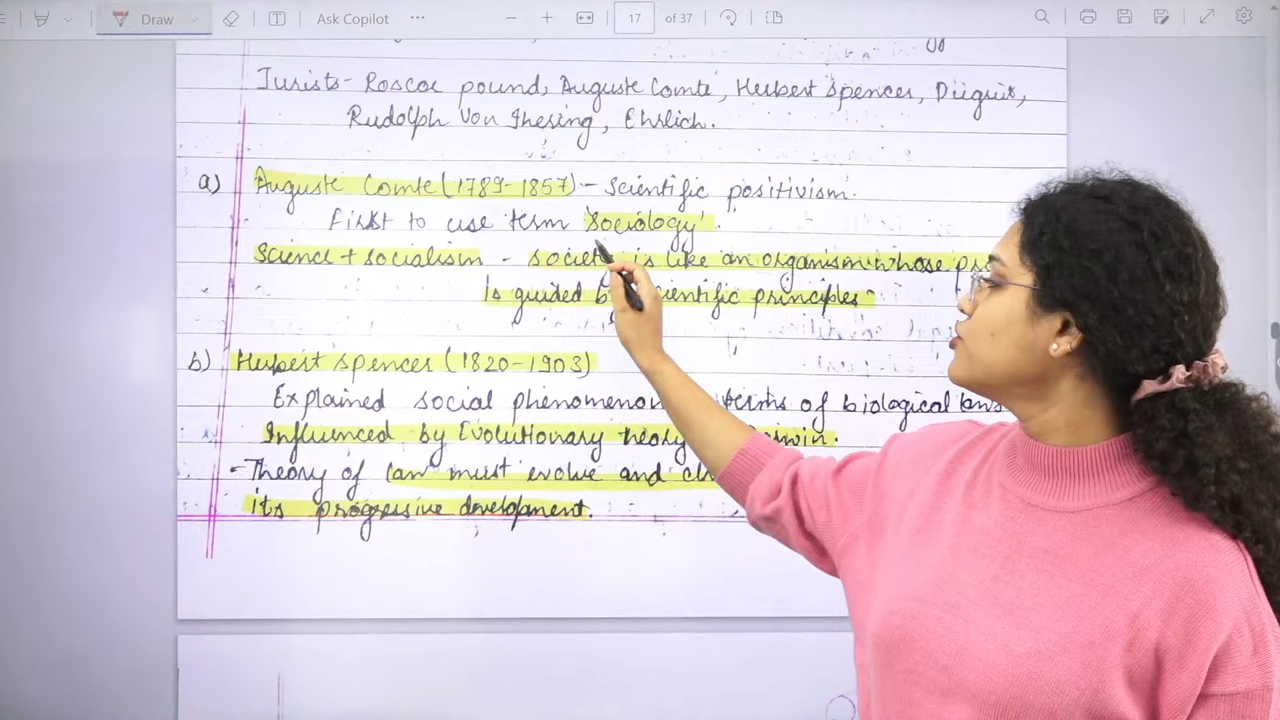 Draw
Ask Copilot
17 of 37
Jurists- Roscoe pound, Auguste Comte, Herbert Spencer, Duguit,
Rudolph Von Ihering, Ehrlich.
a) Auguste Comte (1789-1857) - Scientific positivism.
First to use term 'sociology'.
Science + socialism - society is like an organism whose
Is guided by scientific principles
b) Herbert Spencer (1820-1903)
Explained social phenomenon terms of biological laws
Influenced by Evolutionary theory
-Theory of law must evolve and
its progressive development.